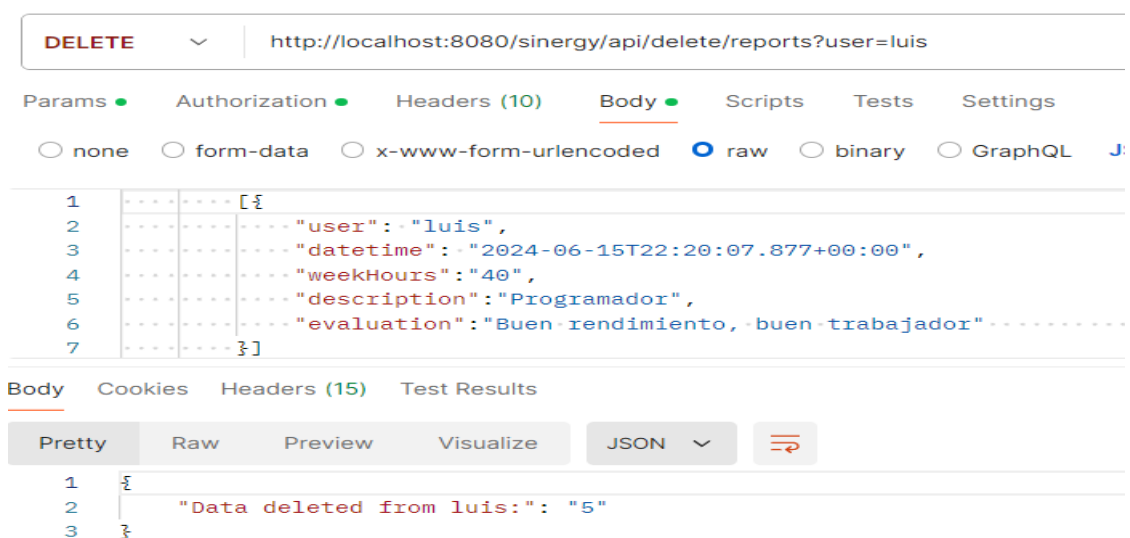 DELETE http://localhost:8080/sinergy/api/delete/reports?user=luis
Params Authorization Headers (10) Body Scripts Tests Settings
none form-data x-www-form-urlencoded raw binary GraphQL
1 [{
2 "user": "luis",
3 "datetime": "2024-06-15T22:20:07.877+00:00",
4 "weekHours":"40",
5 "description":"Programador",
6 "evaluation":"Buen rendimiento, buen trabajador"
7 }]
Body Cookies Headers (15) Test Results
Pretty Raw Preview Visualize JSON
1 {
2 "Data deleted from luis:": "5"
3 }